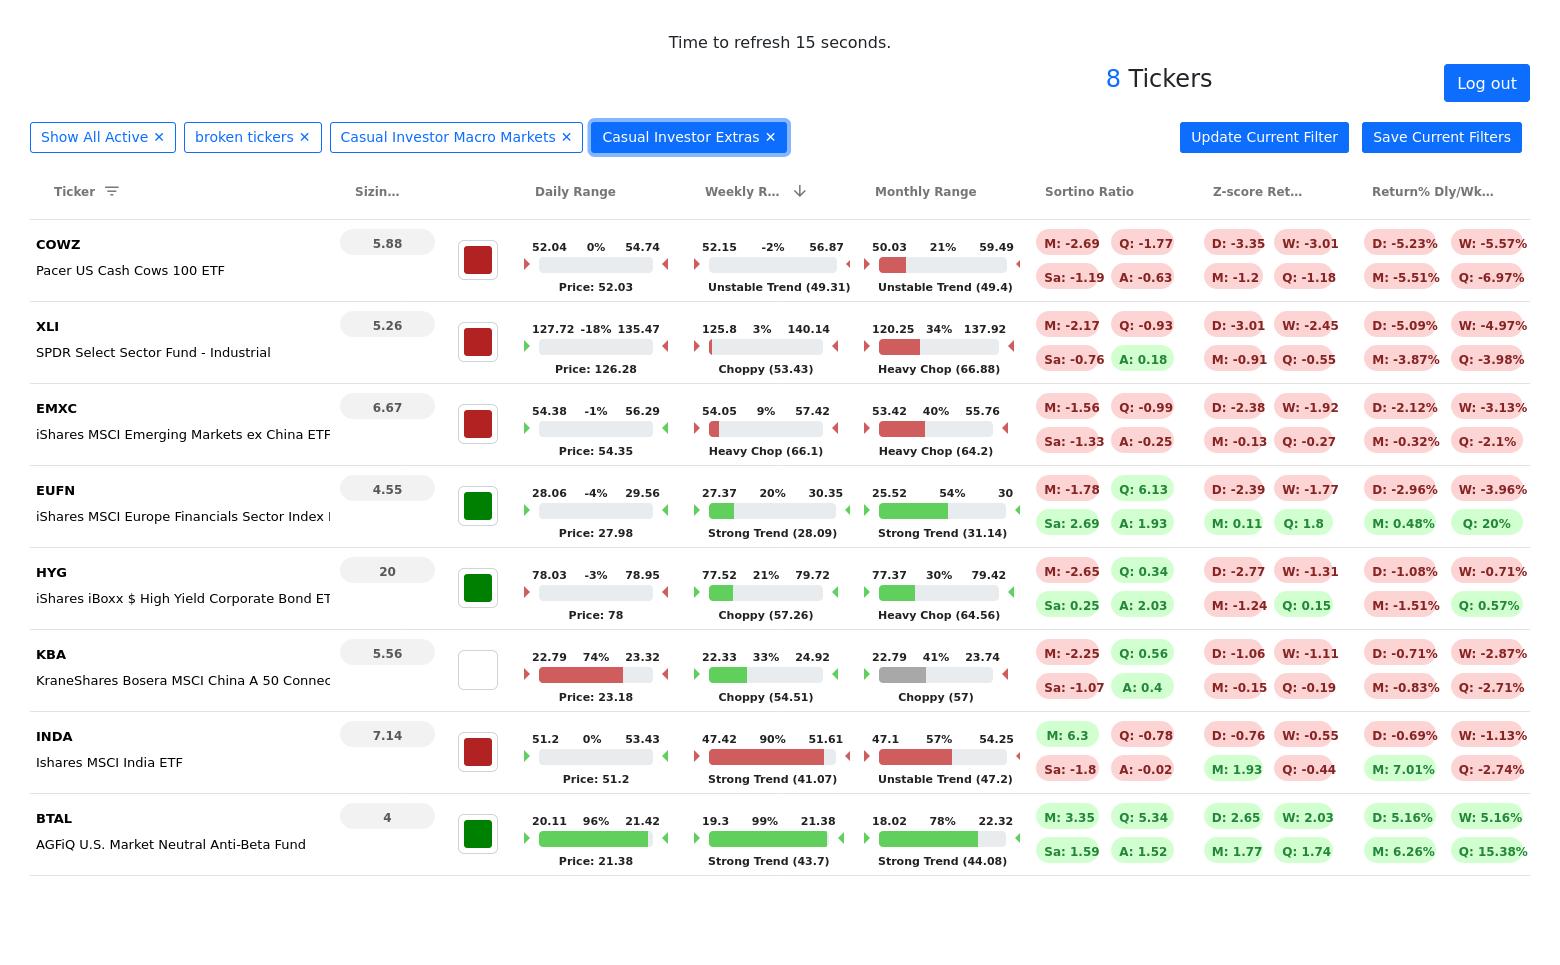 Time to refresh 15 seconds.
8 Tickers
Log out
Show All Active ✕ broken tickers ✕ Casual Investor Macro Markets ✕ Casual Investor Extras ✕ Update Current Filter Save Current Filters
Ticker Sizin... Daily Range Weekly R... Monthly Range Sortino Ratio Z-score Ret... Return% Dly/Wk...
COWZ 5.88 52.04 0% 54.74 52.15 -2% 56.87 50.03 21% 59.49 M: -2.69 Q: -1.77 D: -3.35 W: -3.01 D: -5.23% W: -5.57%
Pacer US Cash Cows 100 ETF Sa: -1.19 A: -0.63 M: -1.2 Q: -1.18 M: -5.51% Q: -6.97%
Price: 52.03 Unstable Trend (49.31) Unstable Trend (49.4)
XLI 5.26 127.72 -18% 135.47 125.8 3% 140.14 120.25 34% 137.92 M: -2.17 Q: -0.93 D: -3.01 W: -2.45 D: -5.09% W: -4.97%
SPDR Select Sector Fund - Industrial Sa: -0.76 A: 0.18 M: -0.91 Q: -0.55 M: -3.87% Q: -3.98%
Price: 126.28 Choppy (53.43) Heavy Chop (66.88)
EMXC 6.67 54.38 -1% 56.29 54.05 9% 57.42 53.42 40% 55.76 M: -1.56 Q: -0.99 D: -2.38 W: -1.92 D: -2.12% W: -3.13%
iShares MSCI Emerging Markets ex China ETF Sa: -1.33 A: -0.25 M: -0.13 Q: -0.27 M: -0.32% Q: -2.1%
Price: 54.35 Heavy Chop (66.1) Heavy Chop (64.2)
EUFN 4.55 28.06 -4% 29.56 27.37 20% 30.35 25.52 54% 30 M: -1.78 Q: 6.13 D: -2.39 W: -1.77 D: -2.96% W: -3.96%
iShares MSCI Europe Financials Sector Index Sa: 2.69 A: 1.93 M: 0.11 Q: 1.8 M: 0.48% Q: 20%
Price: 27.98 Strong Trend (28.09) Strong Trend (31.14)
HYG 20 78.03 -3% 78.95 77.52 21% 79.72 77.37 30% 79.42 M: -2.65 Q: 0.34 D: -2.77 W: -1.31 D: -1.08% W: -0.71%
iShares iBoxx $ High Yield Corporate Bond ET Sa: 0.25 A: 2.03 M: -1.24 Q: 0.15 M: -1.51% Q: 0.57%
Price: 78 Choppy (57.26) Heavy Chop (64.56)
KBA 5.56 22.79 74% 23.32 22.33 33% 24.92 22.79 41% 23.74 M: -2.25 Q: 0.56 D: -1.06 W: -1.11 D: -0.71% W: -2.87%
KraneShares Bosera MSCI China A 50 Connec Sa: -1.07 A: 0.4 M: -0.15 Q: -0.19 M: -0.83% Q: -2.71%
Price: 23.18 Choppy (54.51) Choppy (57)
INDA 7.14 51.2 0% 53.43 47.42 90% 51.61 47.1 57% 54.25 M: 6.3 Q: -0.78 D: -0.76 W: -0.55 D: -0.69% W: -1.13%
Ishares MSCI India ETF Sa: -1.8 A: -0.02 M: 1.93 Q: -0.44 M: 7.01% Q: -2.74%
Price: 51.2 Strong Trend (41.07) Unstable Trend (47.2)
BTAL 4 20.11 96% 21.42 19.3 99% 21.38 18.02 78% 22.32 M: 3.35 Q: 5.34 D: 2.65 W: 2.03 D: 5.16% W: 5.16%
AGFiQ U.S. Market Neutral Anti-Beta Fund Sa: 1.59 A: 1.52 M: 1.77 Q: 1.74 M: 6.26% Q: 15.38%
Price: 21.38 Strong Trend (43.7) Strong Trend (44.08)